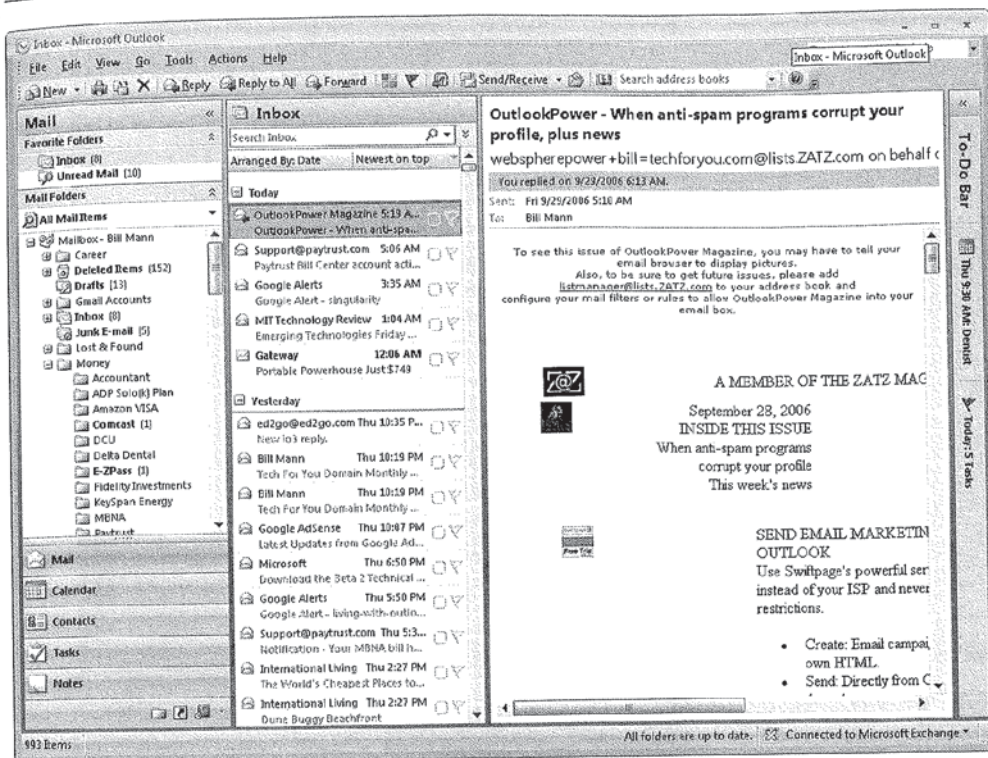 Inbox - Microsoft Outlook
File Edit View Go Tools Actions Help
Inbox - Microsoft Outlook
New Reply Reply to All Forward Send/Receive Search address books
Mail
Favorite Folders
Inbox (8)
Unread Mail (10)
Mail Folders
All Mail Items
Mailbox - Bill Mann
Career
Deleted Items (152)
Drafts [13]
Gmail Accounts
Inbox (8)
Junk E-mail [5]
Lost & Found
Money
Accountant
ADP Solo(k) Plan
Amazon VISA
Comcast (1)
DCU
Delta Dental
E-ZPass (1)
Fidelity Investments
KeySpan Energy
MBNA
Paytrust
Mail
Calendar
Contacts
Tasks
Notes
993 Items
Inbox
Search Inbox
Arranged By: Date Newest on top
Today
OutlookPower Magazine 5:13 A...
OutlookPower - When anti-spa...
Support@paytrust.com 5:05 AM
Paytrust Bill Center account acti...
Google Alerts 3:35 AM
Google Alert - singularity
MIT Technology Review 1:04 AM
Emerging Technologies Friday ...
Gateway 12:06 AM
Portable Powerhouse Just $749
Yesterday
ed2go@ed2go.com Thu 10:35 P...
New reply.
Bill Mann Thu 10:19 PM
Tech For You Domain Monthly ...
Bill Mann Thu 10:19 PM
Tech For You Domain Monthly ...
Google AdSense Thu 10:07 PM
Latest Updates from Google Ad...
Microsoft Thu 6:50 PM
Download the Beta 2 Technical ...
Google Alerts Thu 5:50 PM
Google Alert - living-with-outlo...
Support@paytrust.com Thu 5:3...
Notification - Your MBNA bill h...
International Living Thu 2:27 PM
The World's Cheapest Places to...
International Living Thu 2:27 PM
Dune Buggy Beachfront
OutlookPower - When anti-spam programs corrupt your
profile, plus news
webspherepower+bill=techforyou.com@lists.ZATZ.com on behalf o
You replied on 9/29/2006 6:13 AM.
Sent: Fri 9/29/2006 5:10 AM
To: Bill Mann
To see this issue of OutlookPower Magazine, you may have to tell your
email browser to display pictures.
Also, to be sure to get future issues, please add
listmanager@lists.ZATZ.com to your address book and
configure your mail filters or rules to allow OutlookPower Magazine into your
email box.
Z@Z
A MEMBER OF THE ZATZ MAG
September 28, 2006
INSIDE THIS ISSUE
When anti-spam programs
corrupt your profile
This week's news
Free Trial
SEND EMAIL MARKETIN
OUTLOOK
Use Swiftpage's powerful ser
instead of your ISP and never
restrictions.
• Create: Email campai
own HTML.
• Send: Directly from O
To-Do Bar
Thu 9:30 AM: Dentist
Today: 5 Tasks
All folders are up to date. Connected to Microsoft Exchange